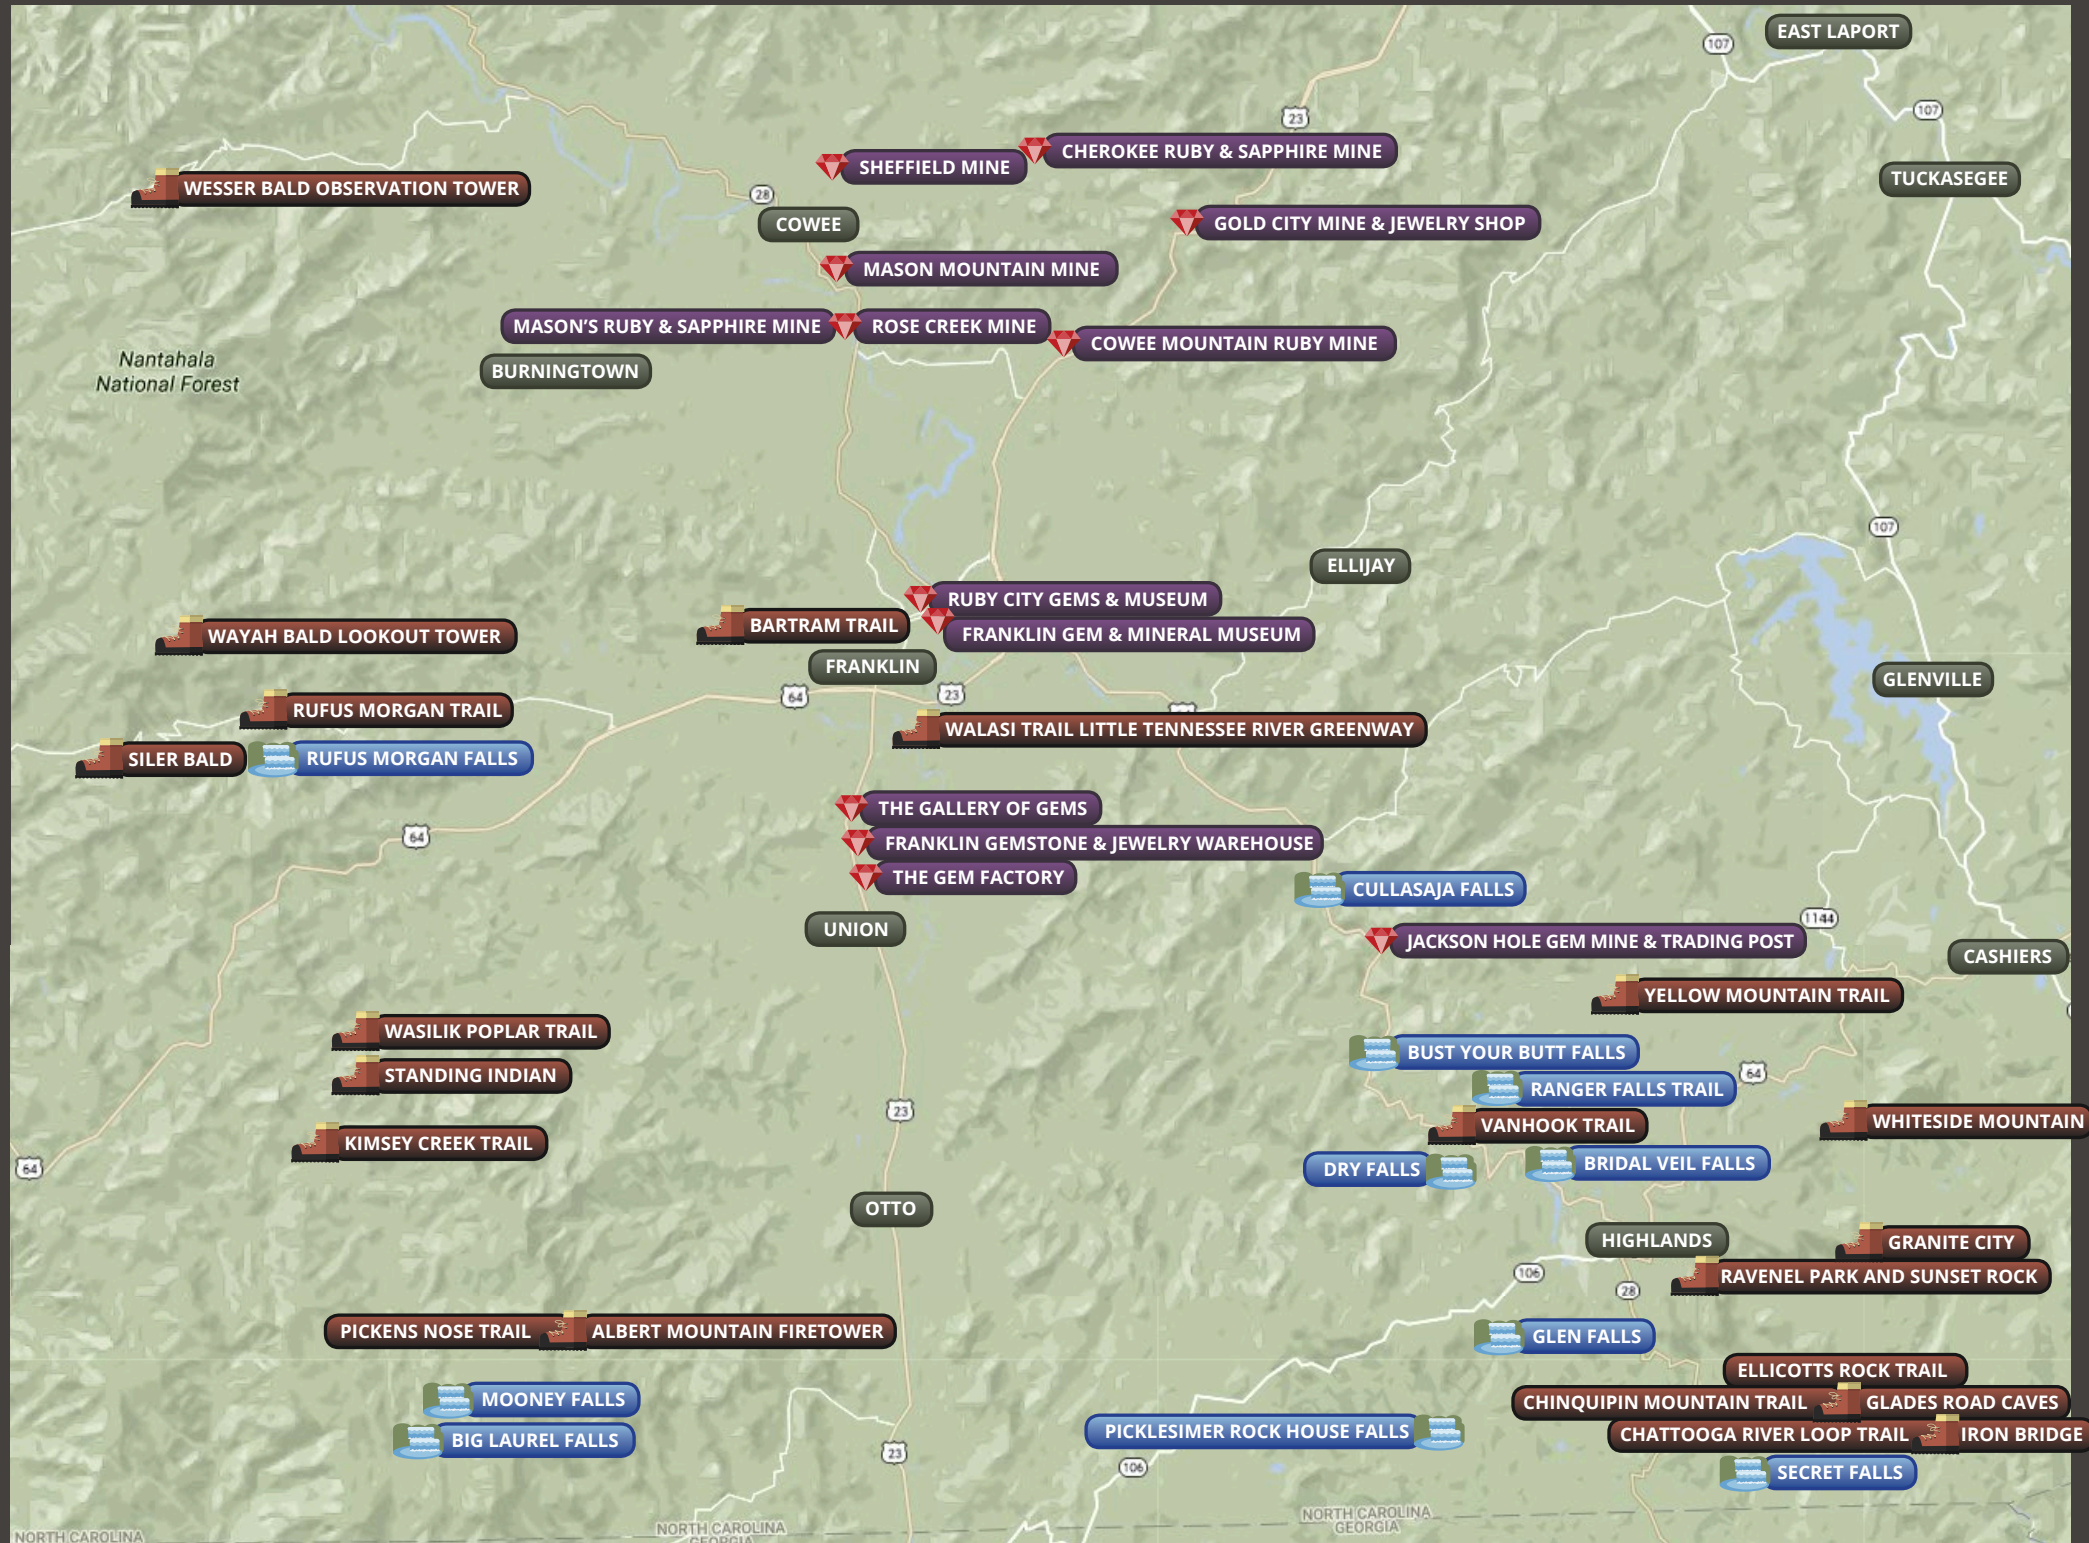 EAST LAPORT
107
107
23
CHEROKEE RUBY & SAPPHIRE MINE
SHEFFIELD MINE
TUCKASEGEE
WESSER BALD OBSERVATION TOWER
28
COWEE
GOLD CITY MINE & JEWELRY SHOP
MASON MOUNTAIN MINE
MASON'S RUBY & SAPPHIRE MINE
ROSE CREEK MINE
COWEE MOUNTAIN RUBY MINE
Nantahala
National Forest
BURNINGTOWN
107
ELLIJAY
RUBY CITY GEMS & MUSEUM
BARTRAM TRAIL
FRANKLIN GEM & MINERAL MUSEUM
WAYAH BALD LOOKOUT TOWER
FRANKLIN
GLENVILLE
64
23
RUFUS MORGAN TRAIL
WALASI TRAIL LITTLE TENNESSEE RIVER GREENWAY
SILER BALD
RUFUS MORGAN FALLS
THE GALLERY OF GEMS
64
FRANKLIN GEMSTONE & JEWELRY WAREHOUSE
THE GEM FACTORY
CULLASAJA FALLS
1144
UNION
JACKSON HOLE GEM MINE & TRADING POST
CASHIERS
YELLOW MOUNTAIN TRAIL
WASILIK POPLAR TRAIL
BUST YOUR BUTT FALLS
STANDING INDIAN
64
RANGER FALLS TRAIL
23
WHITESIDE MOUNTAIN
VANHOOK TRAIL
KIMSEY CREEK TRAIL
64
DRY FALLS
BRIDAL VEIL FALLS
OTTO
HIGHLANDS
GRANITE CITY
106
RAVENEL PARK AND SUNSET ROCK
28
PICKENS NOSE TRAIL
ALBERT MOUNTAIN FIRETOWER
GLEN FALLS
ELLICOTTS ROCK TRAIL
MOONEY FALLS
CHINQUIPIN MOUNTAIN TRAIL
GLADES ROAD CAVES
BIG LAUREL FALLS
PICKLESIMER ROCK HOUSE FALLS
CHATTOOGA RIVER LOOP TRAIL
IRON BRIDGE
23
106
SECRET FALLS
NORTH CAROLINA
GEORGIA
NORTH CAROLINA
GEORGIA
NORTH CAROLINA